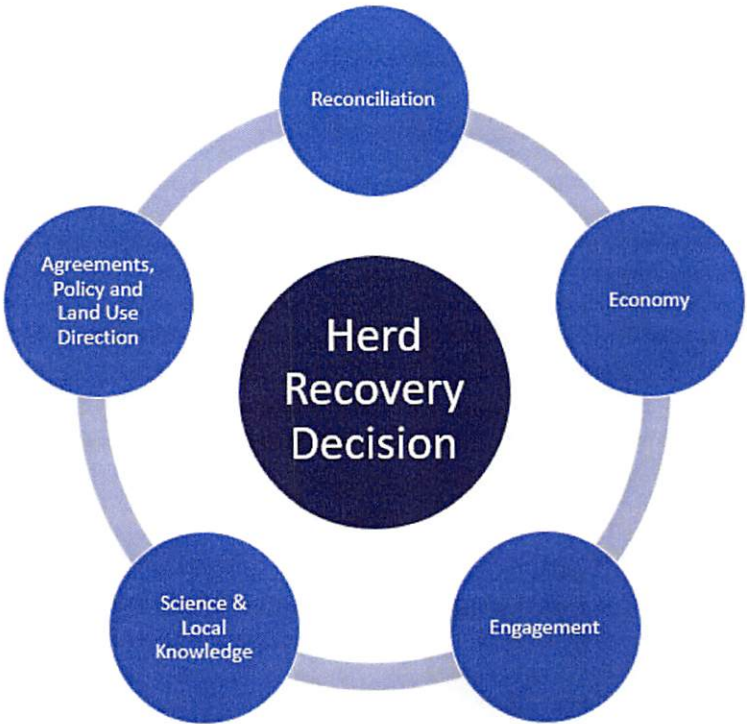 Reconciliation
Economy
Engagement
Science &
Local
Knowledge
Agreements,
Policy and
Land Use
Direction
Herd
Recovery
Decision